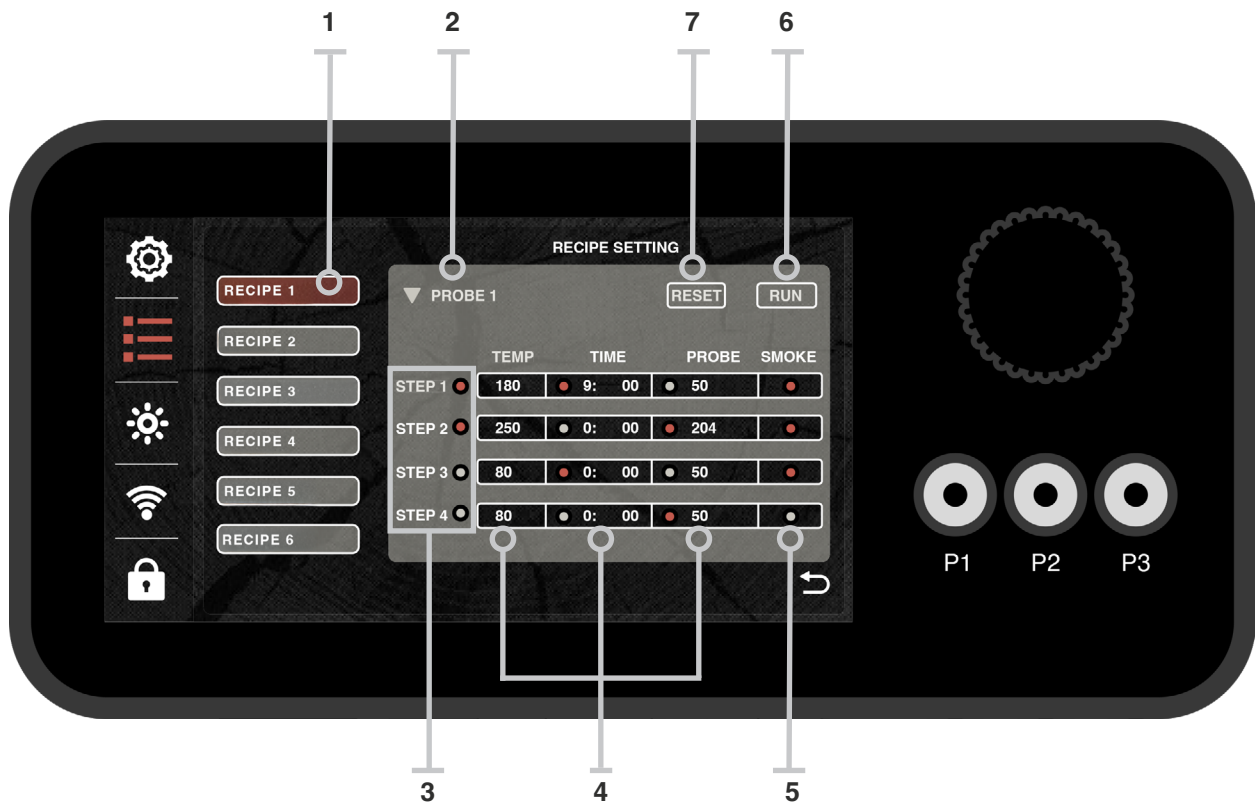 1 2 7 6
RECIPE SETTING
RECIPE 1
RECIPE 2
RECIPE 3
RECIPE 4
RECIPE 5
RECIPE 6
PROBE 1 RESET RUN
TEMP TIME PROBE SMOKE
STEP 1 180 9: 00 50
STEP 2 250 0: 00 204
STEP 3 80 0: 00 50
STEP 4 80 0: 00 50
P1 P2 P3
3 4 5